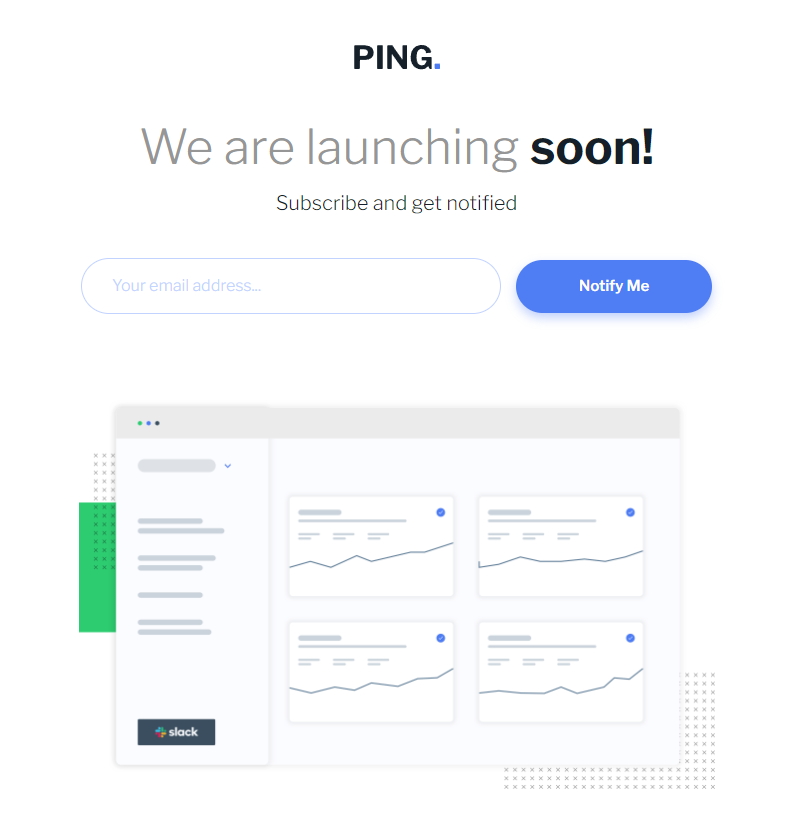 PING.
We are launching soon!
Subscribe and get notified
Your email address...
Notify Me
slack